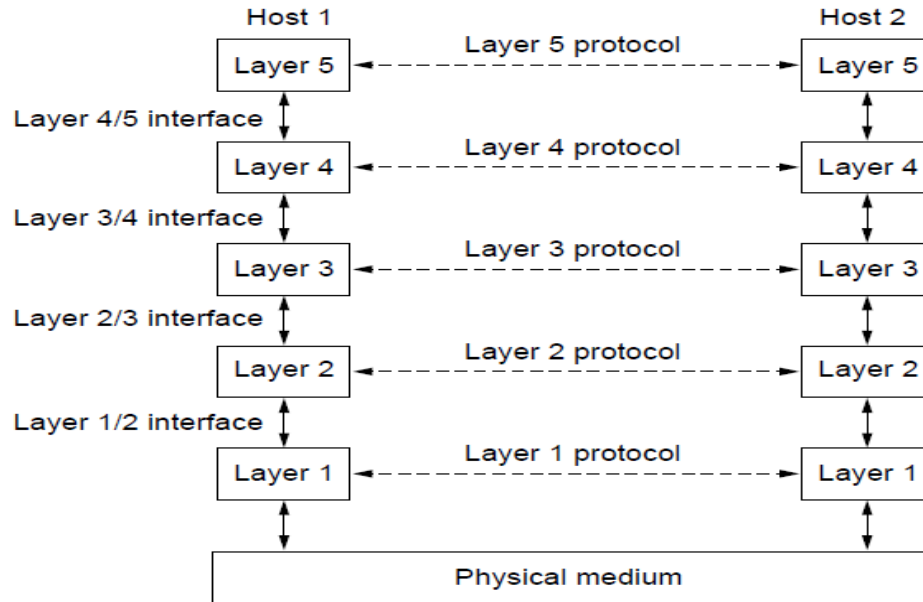 Host 1
Host 2
Layer 5 protocol
Layer 5
Layer 5
Layer 4/5 interface
Layer 4 protocol
Layer 4
Layer 4
Layer 3/4 interface
Layer 3 protocol
Layer 3
Layer 3
Layer 2/3 interface
Layer 2 protocol
Layer 2
Layer 2
Layer 1/2 interface
Layer 1 protocol
Layer 1
Layer 1
Physical medium